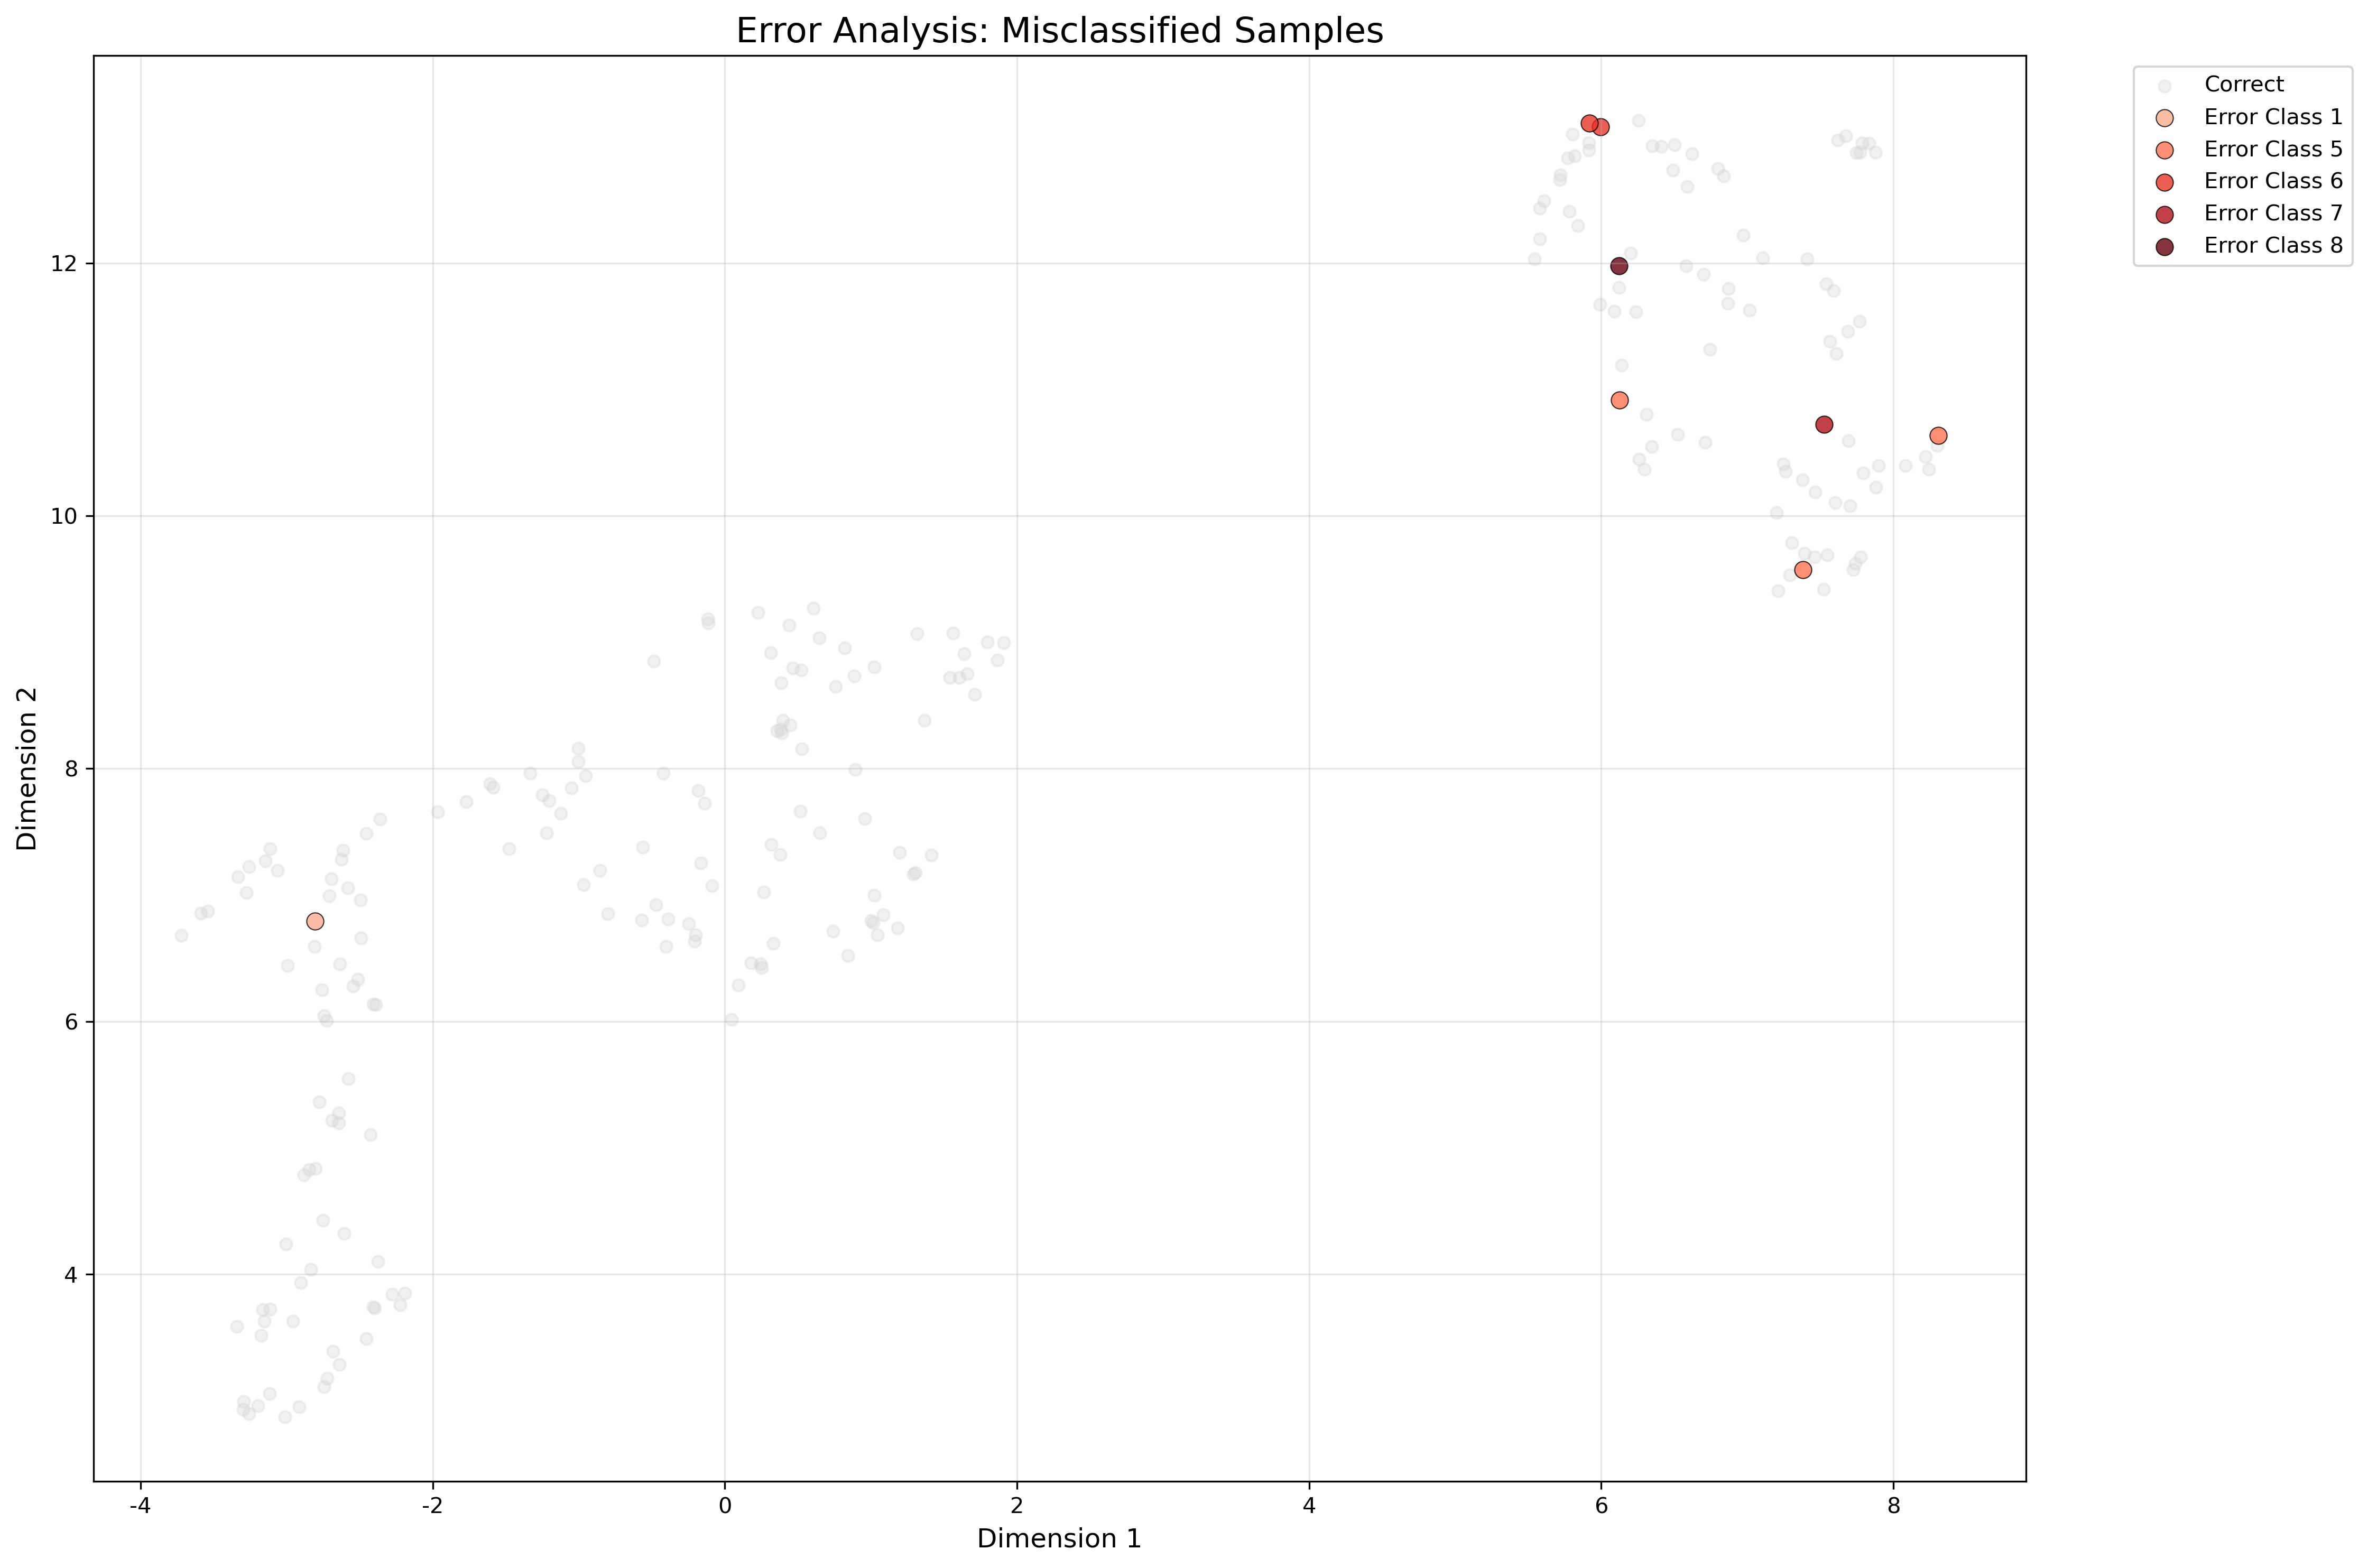 Error Analysis: Misclassified Samples
Correct
Error Class 1
Error Class 5
Error Class 6
Error Class 7
Error Class 8
12
10
8
6
4
Dimension 2
-4 -2 0 2 4 6 8
Dimension 1